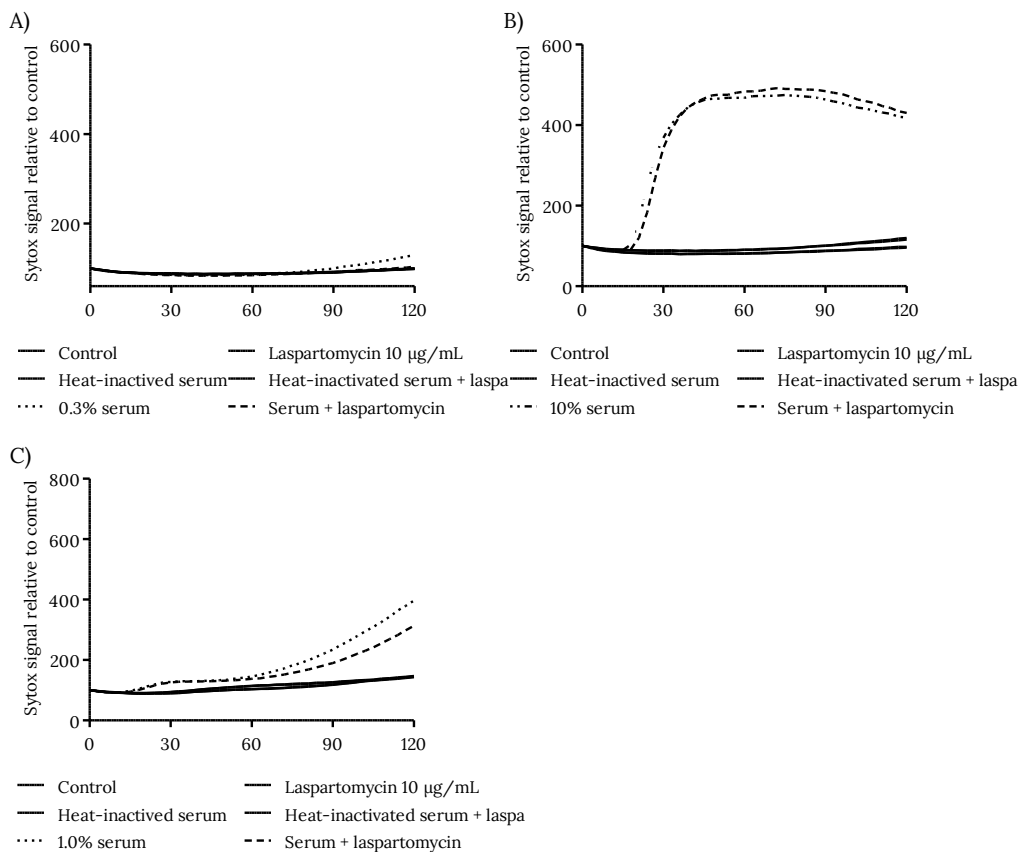 A)
Sytox signal relative to control
600
400
200
0 30 60 90 120
Control
Laspartomycin 10 µg/mL
Heat-inactived serum
Heat-inactivated serum + laspa
0.3% serum
Serum + laspartomycin
B)
Sytox signal relative to control
600
400
200
0
0 30 60 90 120
Control
Laspartomycin 10 µg/mL
Heat-inactived serum
Heat-inactivated serum + laspa
10% serum
Serum + laspartomycin
C)
Sytox signal relative to control
800
600
400
200
0
0 30 60 90 120
Control
Laspartomycin 10 µg/mL
Heat-inactived serum
Heat-inactivated serum + laspa
1.0% serum
Serum + laspartomycin